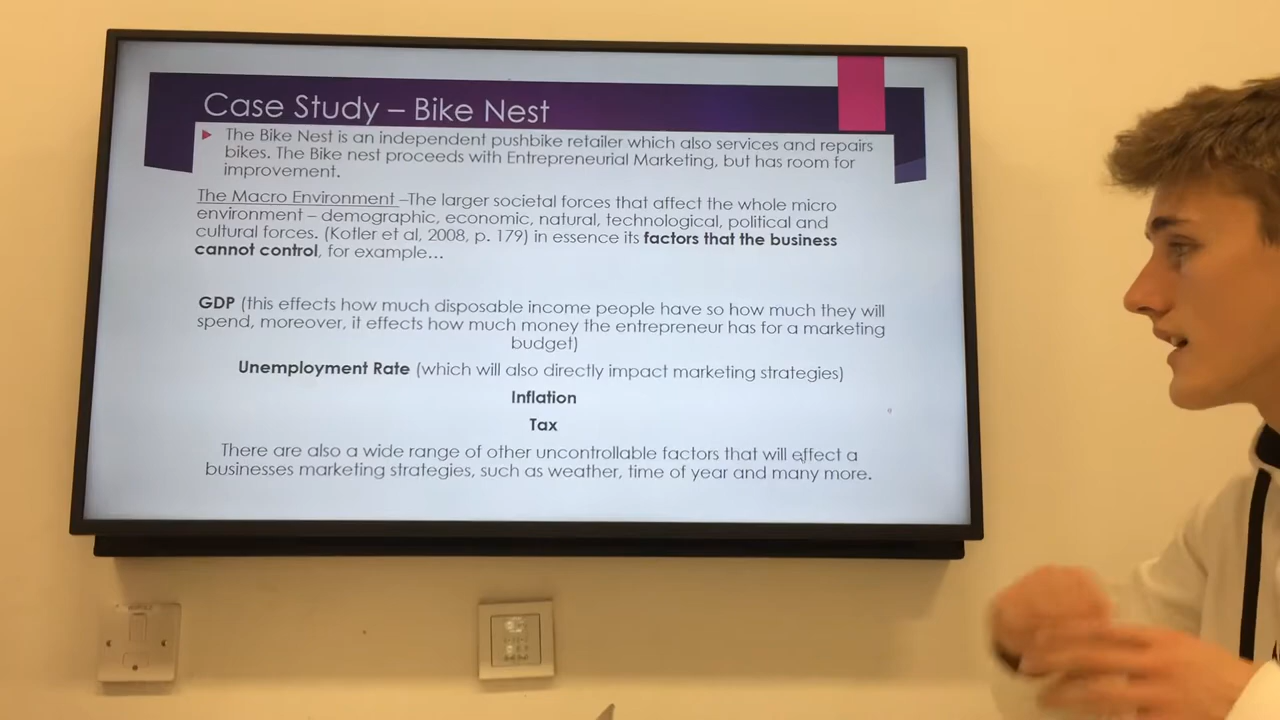 Case Study – Bike Nest
The Bike Nest is an independent pushbike retailer which also services and repairs
bikes. The Bike nest proceeds with Entrepreneurial Marketing, but has room for
improvement.
The Macro Environment –The larger societal forces that affect the whole micro
environment – demographic, economic, natural, technological, political and
cultural forces. (Kotler et al, 2008, p. 179) in essence its factors that the business
cannot control, for example…
GDP (this effects how much disposable income people have so how much they will
spend, moreover, it effects how much money the entrepreneur has for a marketing
budget)
Unemployment Rate (which will also directly impact marketing strategies)
Inflation
Tax
There are also a wide range of other uncontrollable factors that will effect a
businesses marketing strategies, such as weather, time of year and many more.